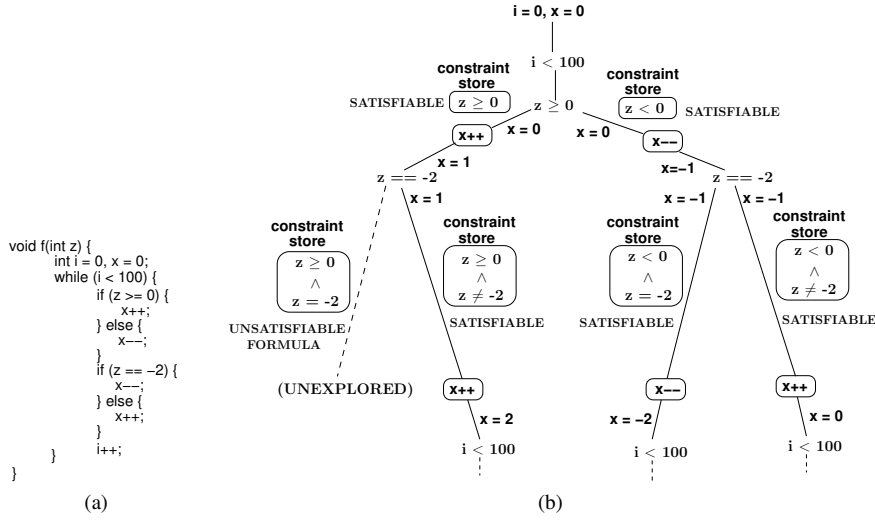 void f(int z) {
int i = 0, x = 0;
while (i < 100) {
if (z >= 0) {
x++;
} else {
x−−;
}
if (z == −2) {
x−−;
} else {
x++;
}
i++;
}
}
(a)
i = 0, x = 0
i < 100
constraint
store
z ≥ 0
SATISFIABLE
z ≥ 0
constraint
store
z < 0
SATISFIABLE
x++
x = 0
x = 0
x−−
x = 1
x=−1
z == -2
z == -2
x = 1
x = −1
x = −1
constraint
store
z ≥ 0
∧
z = -2
UNSATISFIABLE
FORMULA
(UNEXPLORED)
constraint
store
z ≥ 0
∧
z ≠ -2
SATISFIABLE
x++
x = 2
i < 100
constraint
store
z < 0
∧
z = -2
SATISFIABLE
x−−
x = −2
i < 100
constraint
store
z < 0
∧
z ≠ -2
SATISFIABLE
x++
x = 0
i < 100
(b)